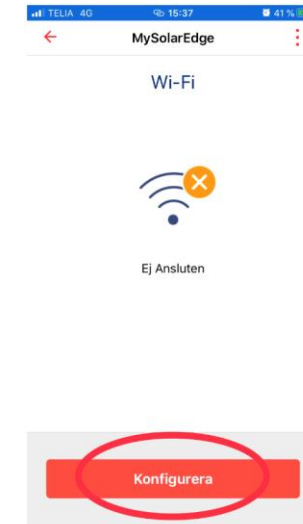 TELIA 4G 15:37 41 %
MySolarEdge
Wi-Fi
Ej Ansluten
Konfigurera